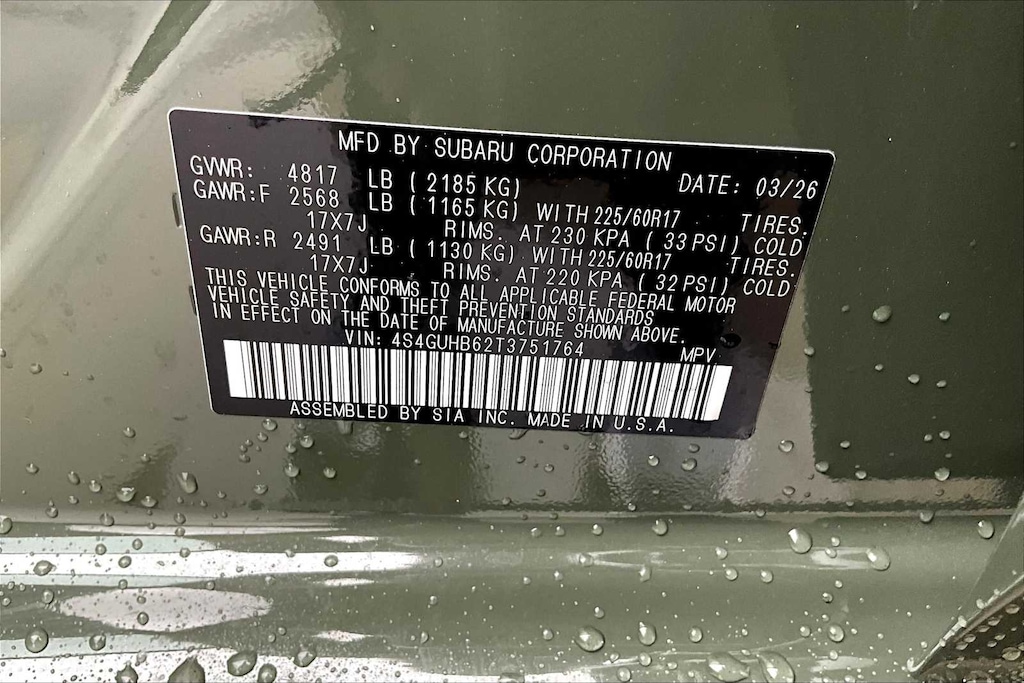 MFD BY SUBARU CORPORATION
GVWR: 4817 LB ( 2185 KG) DATE: 03/26
GAWR:F 2568 LB ( 1165 KG) WITH 225/60R17 TIRES.
17X7J RIMS. AT 230 KPA ( 33 PSI) COLD
GAWR:R 2491 LB ( 1130 KG) WITH 225/60R17 TIRES.
17X7J RIMS. AT 220 KPA ( 32 PSI) COLD
THIS VEHICLE CONFORMS TO ALL APPLICABLE FEDERAL MOTOR
VEHICLE SAFETY AND THEFT PREVENTION STANDARDS
IN EFFECT ON THE DATE OF MANUFACTURE SHOWN ABOVE.
VIN: 4S4GUHB62T3751764 MPV
ASSEMBLED BY SIA INC. MADE IN U.S.A.